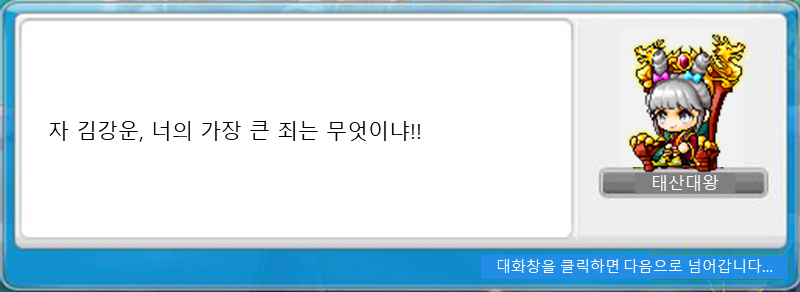 자 김강운, 너의 가장 큰 죄는 무엇이냐!!
태산대왕
대화창을 클릭하면 다음으로 넘어갑니다...